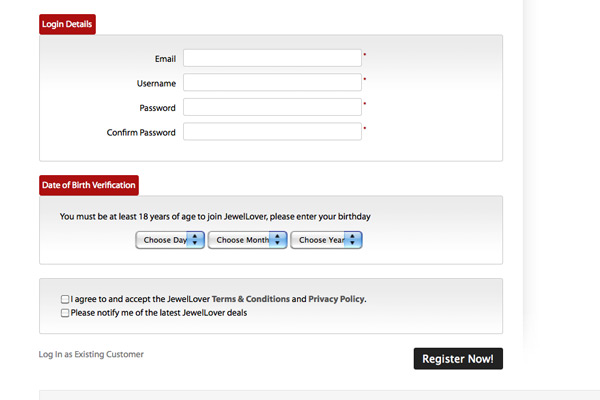 Login Details
Email *
Username *
Password *
Confirm Password *
Date of Birth Verification
You must be at least 18 years of age to join JewelLover, please enter your birthday
Choose Day Choose Month Choose Year
I agree to and accept the JewelLover Terms & Conditions and Privacy Policy.
Please notify me of the latest JewelLover deals
Log In as Existing Customer
Register Now!